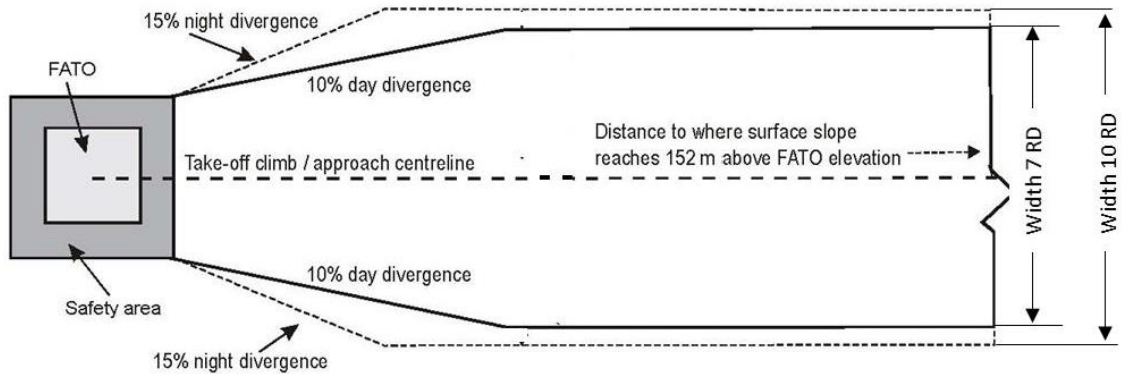 15% night divergence
FATO
10% day divergence
Take-off climb / approach centreline
Distance to where surface slope
reaches 152 m above FATO elevation
Width 7 RD
Width 10 RD
10% day divergence
Safety area
15% night divergence